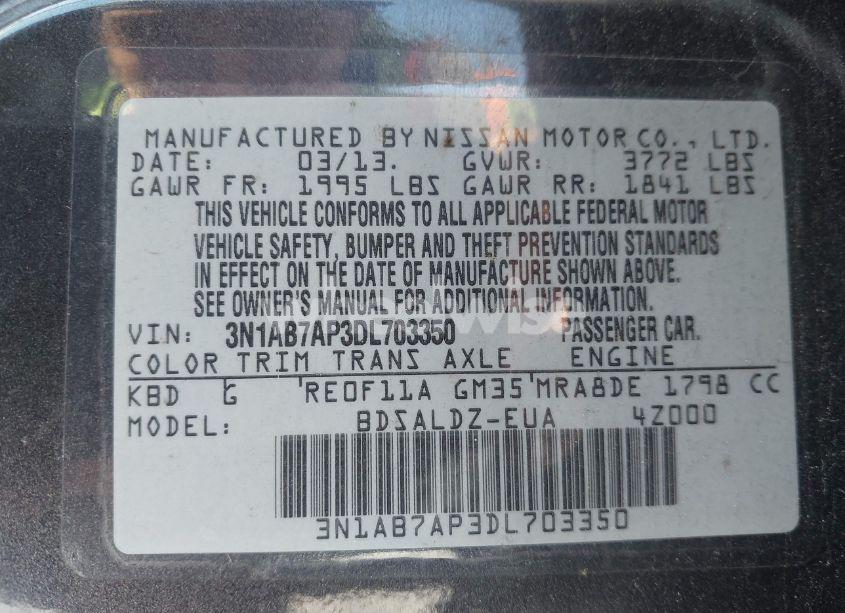 MANUFACTURED BY NISSAN MOTOR CO., LTD.
DATE: 03/13. GVWR: 3772 LBS
GAWR FR: 1995 LBS GAWR RR: 1841 LBS
THIS VEHICLE CONFORMS TO ALL APPLICABLE FEDERAL MOTOR
VEHICLE SAFETY, BUMPER AND THEFT PREVENTION STANDARDS
IN EFFECT ON THE DATE OF MANUFACTURE SHOWN ABOVE.
SEE OWNER'S MANUAL FOR ADDITIONAL INFORMATION.
VIN: 3N1AB7AP3DL703350 PASSENGER CAR.
COLOR TRIM TRANS AXLE ENGINE
KBD G RE0F11A GM35 MRA8DE 1798 CC
MODEL: BDSALDZ-EUA 4Z000
3N1AB7AP3DL703350